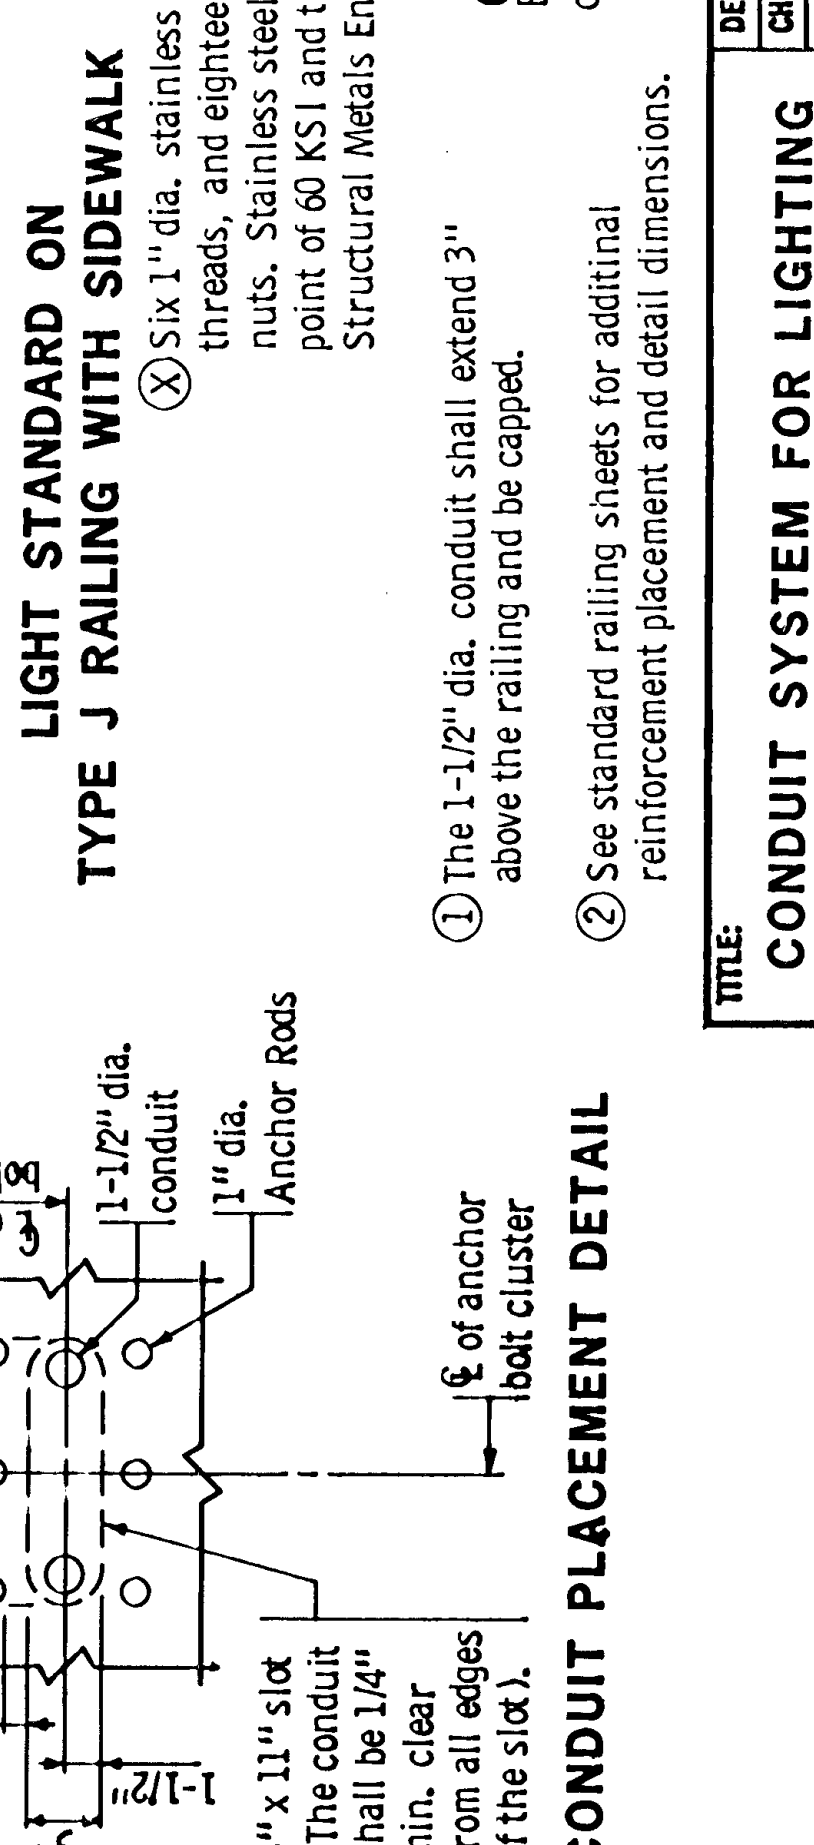 LIGHT STANDARD ON
TYPE J RAILING WITH SIDEWALK
X Six 1" dia. stainless
threads, and eightee
nuts. Stainless steel
point of 60 KSI and t
Structural Metals En
1 The 1-1/2" dia. conduit shall extend 3"
above the railing and be capped.
2 See standard railing sheets for additinal
reinforcement placement and detail dimensions.
DE
CH
TITLE:
CONDUIT SYSTEM FOR LIGHTING
1-1/2" dia.
conduit
1" dia.
Anchor Rods
℄ of anchor
bolt cluster
" x 11" slot
The conduit
hall be 1/4"
min. clear
rom all edges
f the slot).
1-1/2"
CONDUIT PLACEMENT DETAIL